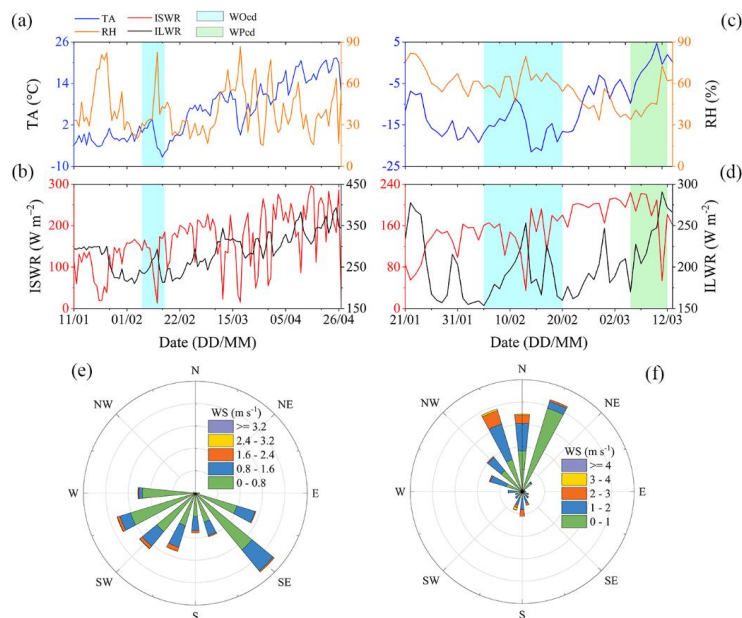 (a)
TA
ISWR
WOcd
RH
ILWR
WPcd
(c)
26
14
2
-10
TA (°C)
90
60
30
0
5
-5
-15
-25
90
60
30
0
RH (%)
(b)
(d)
300
200
100
0
ISWR (W m⁻²)
450
350
250
150
240
160
80
0
300
250
200
150
ILWR (W m⁻²)
11/01
01/02
22/02
15/03
05/04
26/04
21/01
31/01
10/02
20/02
02/03
12/03
Date (DD/MM)
Date (DD/MM)
(e)
N
NE
E
SE
S
SW
W
NW
WS (m s⁻¹)
>= 3.2
2.4 - 3.2
1.6 - 2.4
0.8 - 1.6
0 - 0.8
(f)
N
NE
E
SE
S
SW
W
NW
WS (m s⁻¹)
>= 4
3 - 4
2 - 3
1 - 2
0 - 1